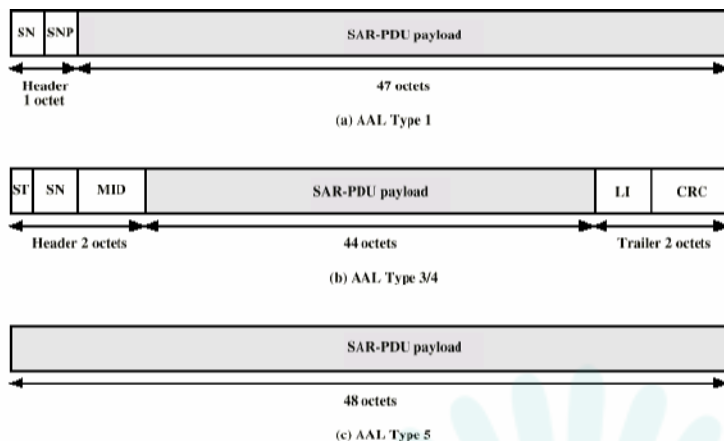 SN SNP SAR-PDU payload
Header 1 octet 47 octets
(a) AAL Type 1
ST SN MID SAR-PDU payload LI CRC
Header 2 octets 44 octets Trailer 2 octets
(b) AAL Type 3/4
SAR-PDU payload
48 octets
(c) AAL Type 5